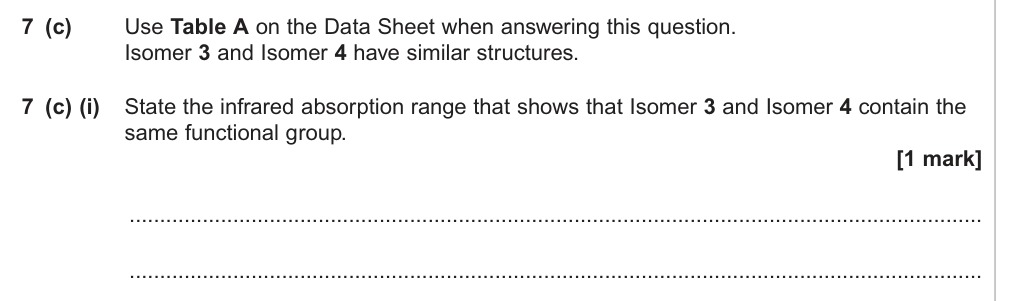 7 (c) Use Table A on the Data Sheet when answering this question.
Isomer 3 and Isomer 4 have similar structures.
7 (c) (i) State the infrared absorption range that shows that Isomer 3 and Isomer 4 contain the
same functional group.
[1 mark]